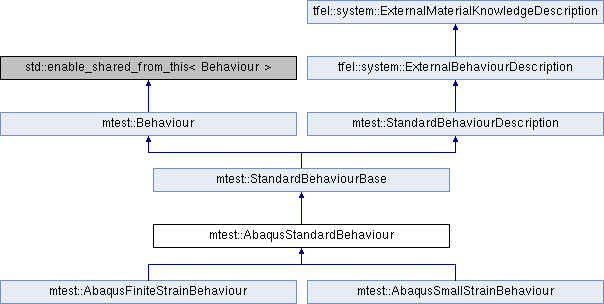 tfel::system::ExternalMaterialKnowledgeDescription
std::enable_shared_from_this< Behaviour >
tfel::system::ExternalBehaviourDescription
mtest::Behaviour
mtest::StandardBehaviourDescription
mtest::StandardBehaviourBase
mtest::AbaqusStandardBehaviour
mtest::AbaqusFiniteStrainBehaviour
mtest::AbaqusSmallStrainBehaviour